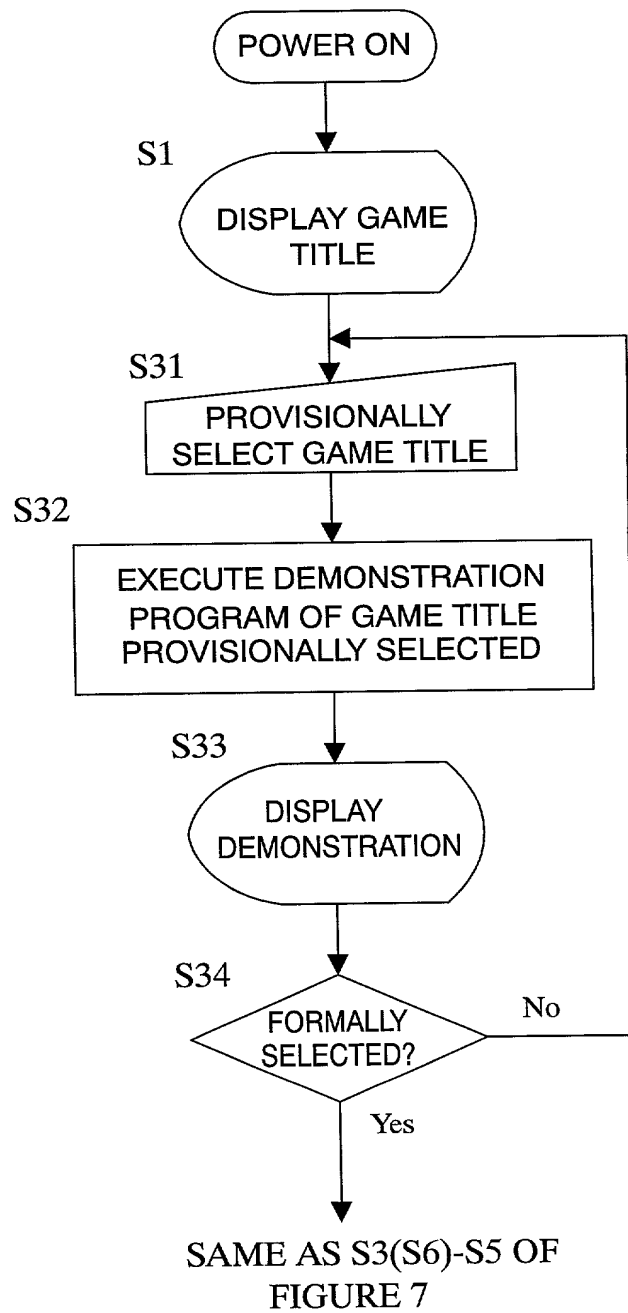 POWER ON
S1
DISPLAY GAME
TITLE
S31
PROVISIONALLY
SELECT GAME TITLE
S32
EXECUTE DEMONSTRATION
PROGRAM OF GAME TITLE
PROVISIONALLY SELECTED
S33
DISPLAY
DEMONSTRATION
S34
FORMALLY
SELECTED?
No
Yes
SAME AS S3(S6)-S5 OF
FIGURE 7